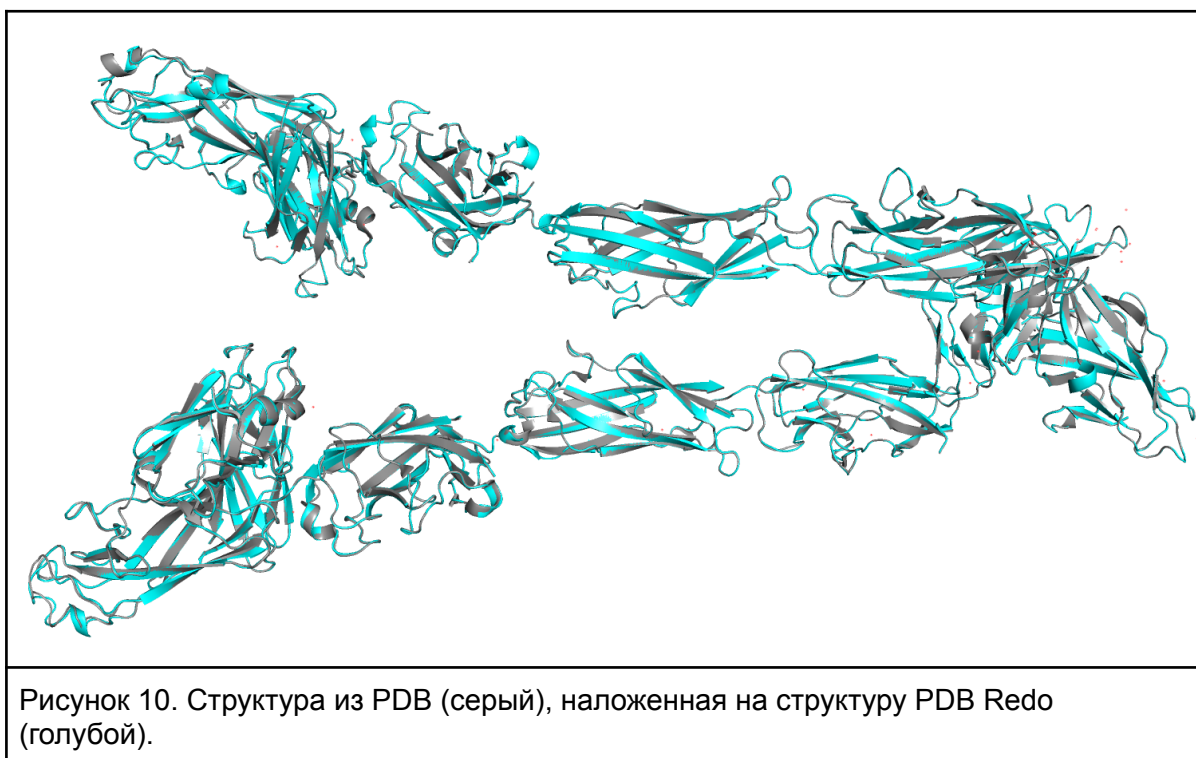 Рисунок 10. Структура из PDB (серый), наложенная на структуру PDB Redo
(голубой).